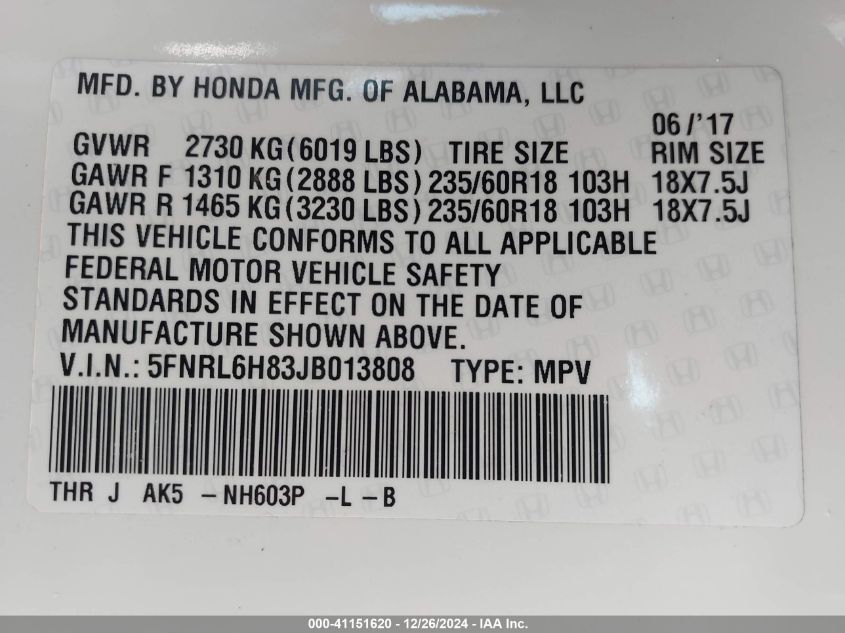 MFD. BY HONDA MFG. OF ALABAMA, LLC
06/'17
GVWR 2730 KG(6019 LBS) TIRE SIZE RIM SIZE
GAWR F 1310 KG(2888 LBS) 235/60R18 103H 18X7.5J
GAWR R 1465 KG(3230 LBS) 235/60R18 103H 18X7.5J
THIS VEHICLE CONFORMS TO ALL APPLICABLE
FEDERAL MOTOR VEHICLE SAFETY
STANDARDS IN EFFECT ON THE DATE OF
MANUFACTURE SHOWN ABOVE.
V.I.N.: 5FNRL6H83JB013808 TYPE: MPV
THR J AK5 -NH603P -L -B
000-41151620 - 12/26/2024 - IAA Inc.